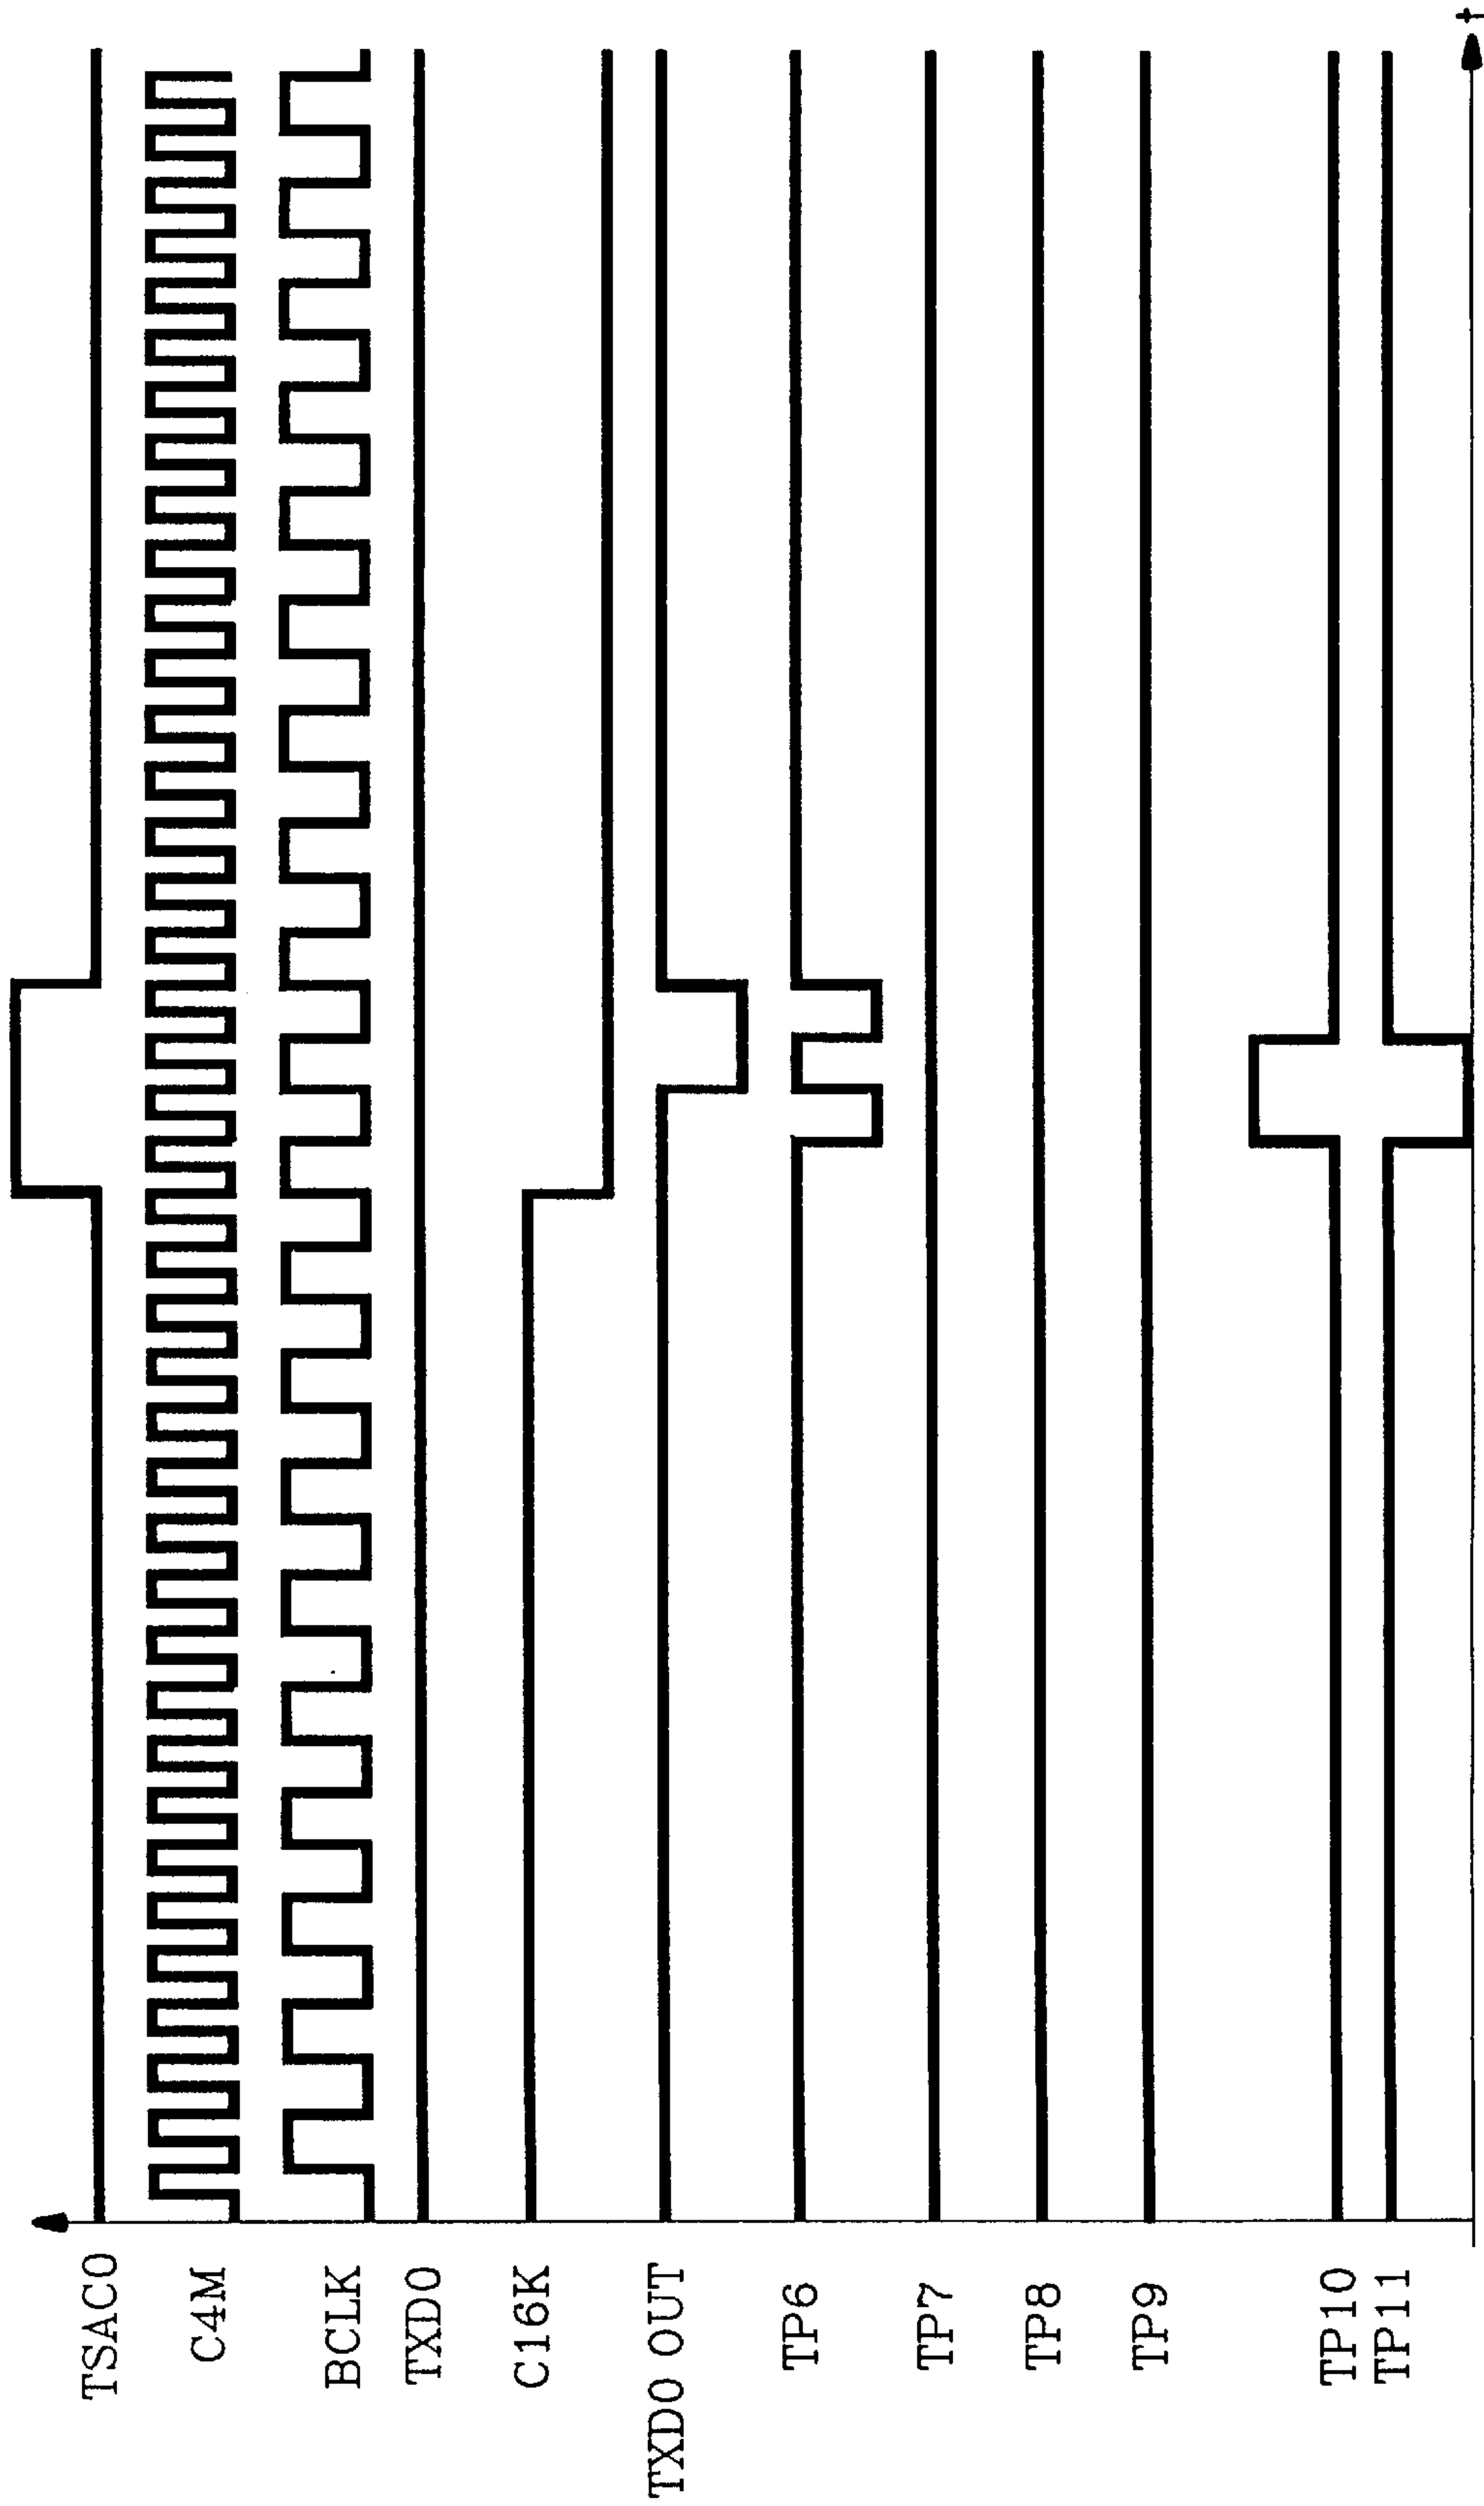 TSAC0
C4M
BCLK
TXD0
C16K
TXD0 OUT
TP6
TP7
TP8
TP9
TP10
TP11
t